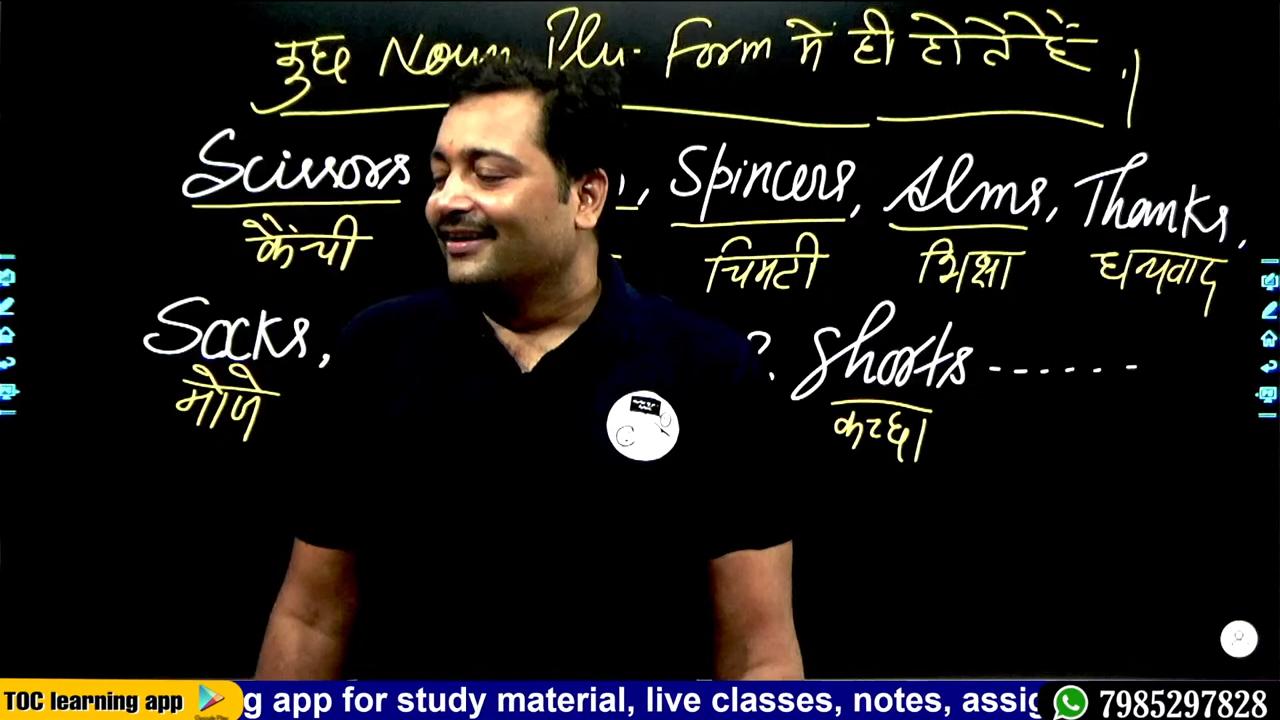 कुछ Noun Plu. Form में ही होते हैं।
Scissors , Spincers, Alms, Thanks,
कैंची चिमटी भिक्षा धन्यवाद
Socks, ? Shorts ------
मोजे कच्छा
TOC learning app g app for study material, live classes, notes, assig 7985297828